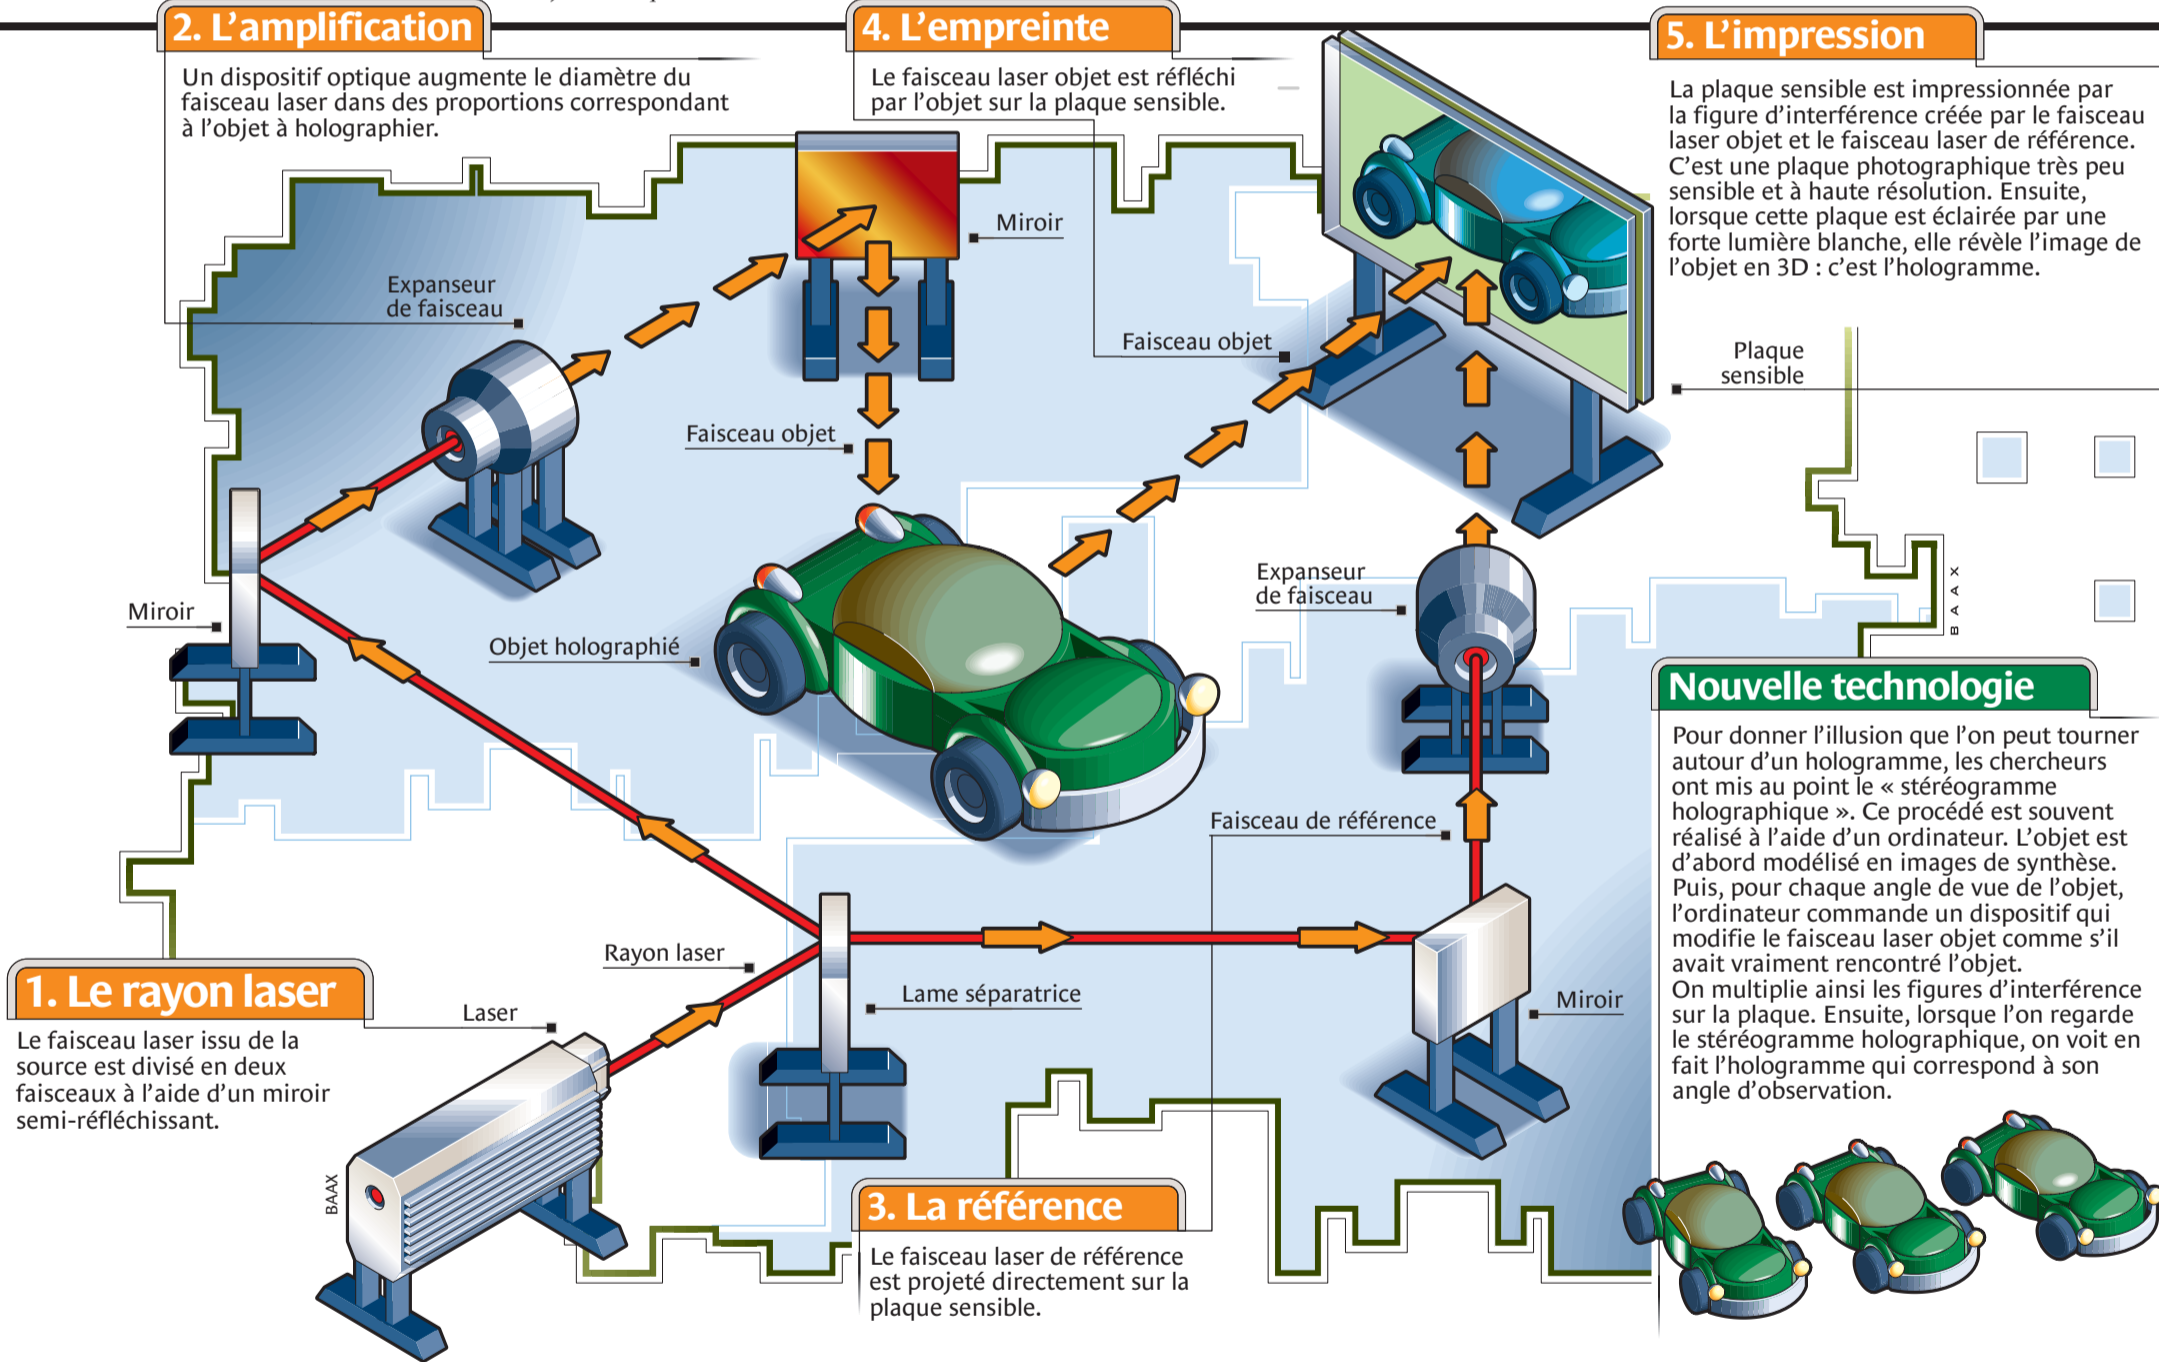 2. L'amplification
Un dispositif optique augmente le diamètre du
faisceau laser dans des proportions correspondant
à l'objet à holographier.
4. L'empreinte
Le faisceau laser objet est réfléchi
par l'objet sur la plaque sensible.
5. L'impression
La plaque sensible est impressionnée par
la figure d'interférence créée par le faisceau
laser objet et le faisceau laser de référence.
C'est une plaque photographique très peu
sensible et à haute résolution. Ensuite,
lorsque cette plaque est éclairée par une
forte lumière blanche, elle révèle l'image de
l'objet en 3D : c'est l'hologramme.
Miroir
Expanseur
de faisceau
Faisceau objet
Plaque
sensible
Faisceau objet
Expanseur
de faisceau
BAAX
Miroir
Objet holographié
Nouvelle technologie
Pour donner l'illusion que l'on peut tourner
autour d'un hologramme, les chercheurs
ont mis au point le « stéréogramme
holographique ». Ce procédé est souvent
réalisé à l'aide d'un ordinateur. L'objet est
d'abord modélisé en images de synthèse.
Puis, pour chaque angle de vue de l'objet,
l'ordinateur commande un dispositif qui
modifie le faisceau laser objet comme s'il
avait vraiment rencontré l'objet.
On multiplie ainsi les figures d'interférence
sur la plaque. Ensuite, lorsque l'on regarde
le stéréogramme holographique, on voit en
fait l'hologramme qui correspond à son
angle d'observation.
Faisceau de référence
Rayon laser
Lame séparatrice
Miroir
1. Le rayon laser
Le faisceau laser issu de la
source est divisé en deux
faisceaux à l'aide d'un miroir
semi-réfléchissant.
Laser
BAAX
3. La référence
Le faisceau laser de référence
est projeté directement sur la
plaque sensible.